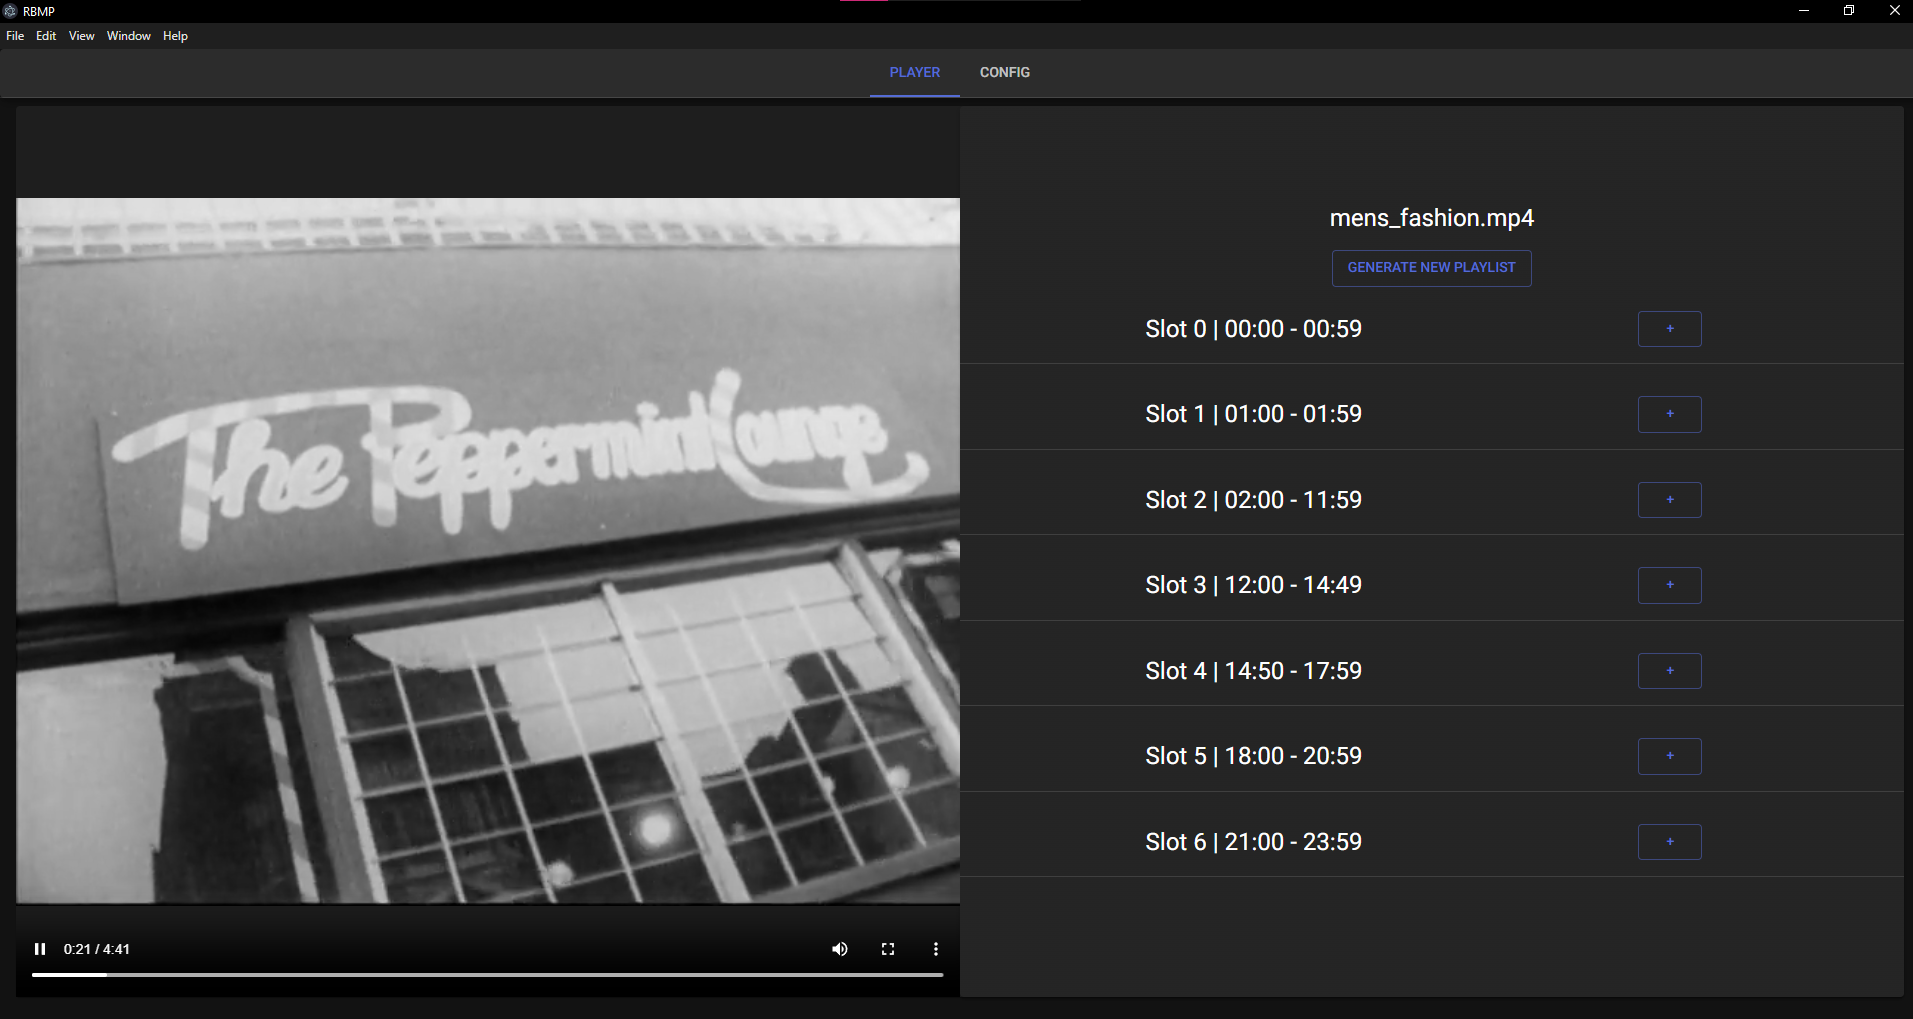 RBMP
File Edit View Window Help
PLAYER CONFIG
The Peppermint Lounge
0:21 / 4:41
mens_fashion.mp4
GENERATE NEW PLAYLIST
Slot 0 | 00:00 - 00:59 +
Slot 1 | 01:00 - 01:59 +
Slot 2 | 02:00 - 11:59 +
Slot 3 | 12:00 - 14:49 +
Slot 4 | 14:50 - 17:59 +
Slot 5 | 18:00 - 20:59 +
Slot 6 | 21:00 - 23:59 +